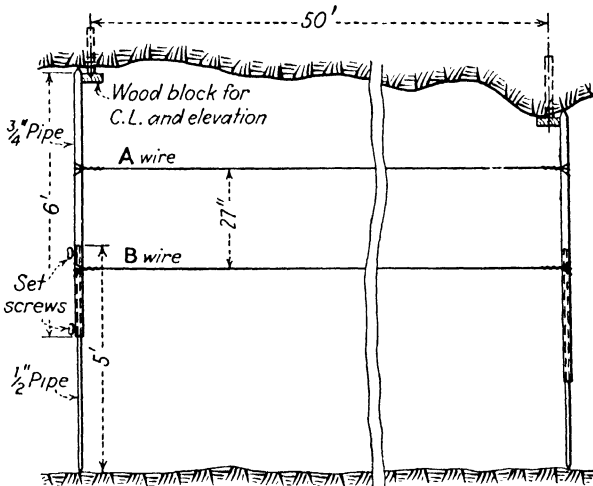 50'
Wood block for
C.L. and elevation
3/4" Pipe
A wire
6'
27"
B wire
Set
screws
5'
1/2" Pipe